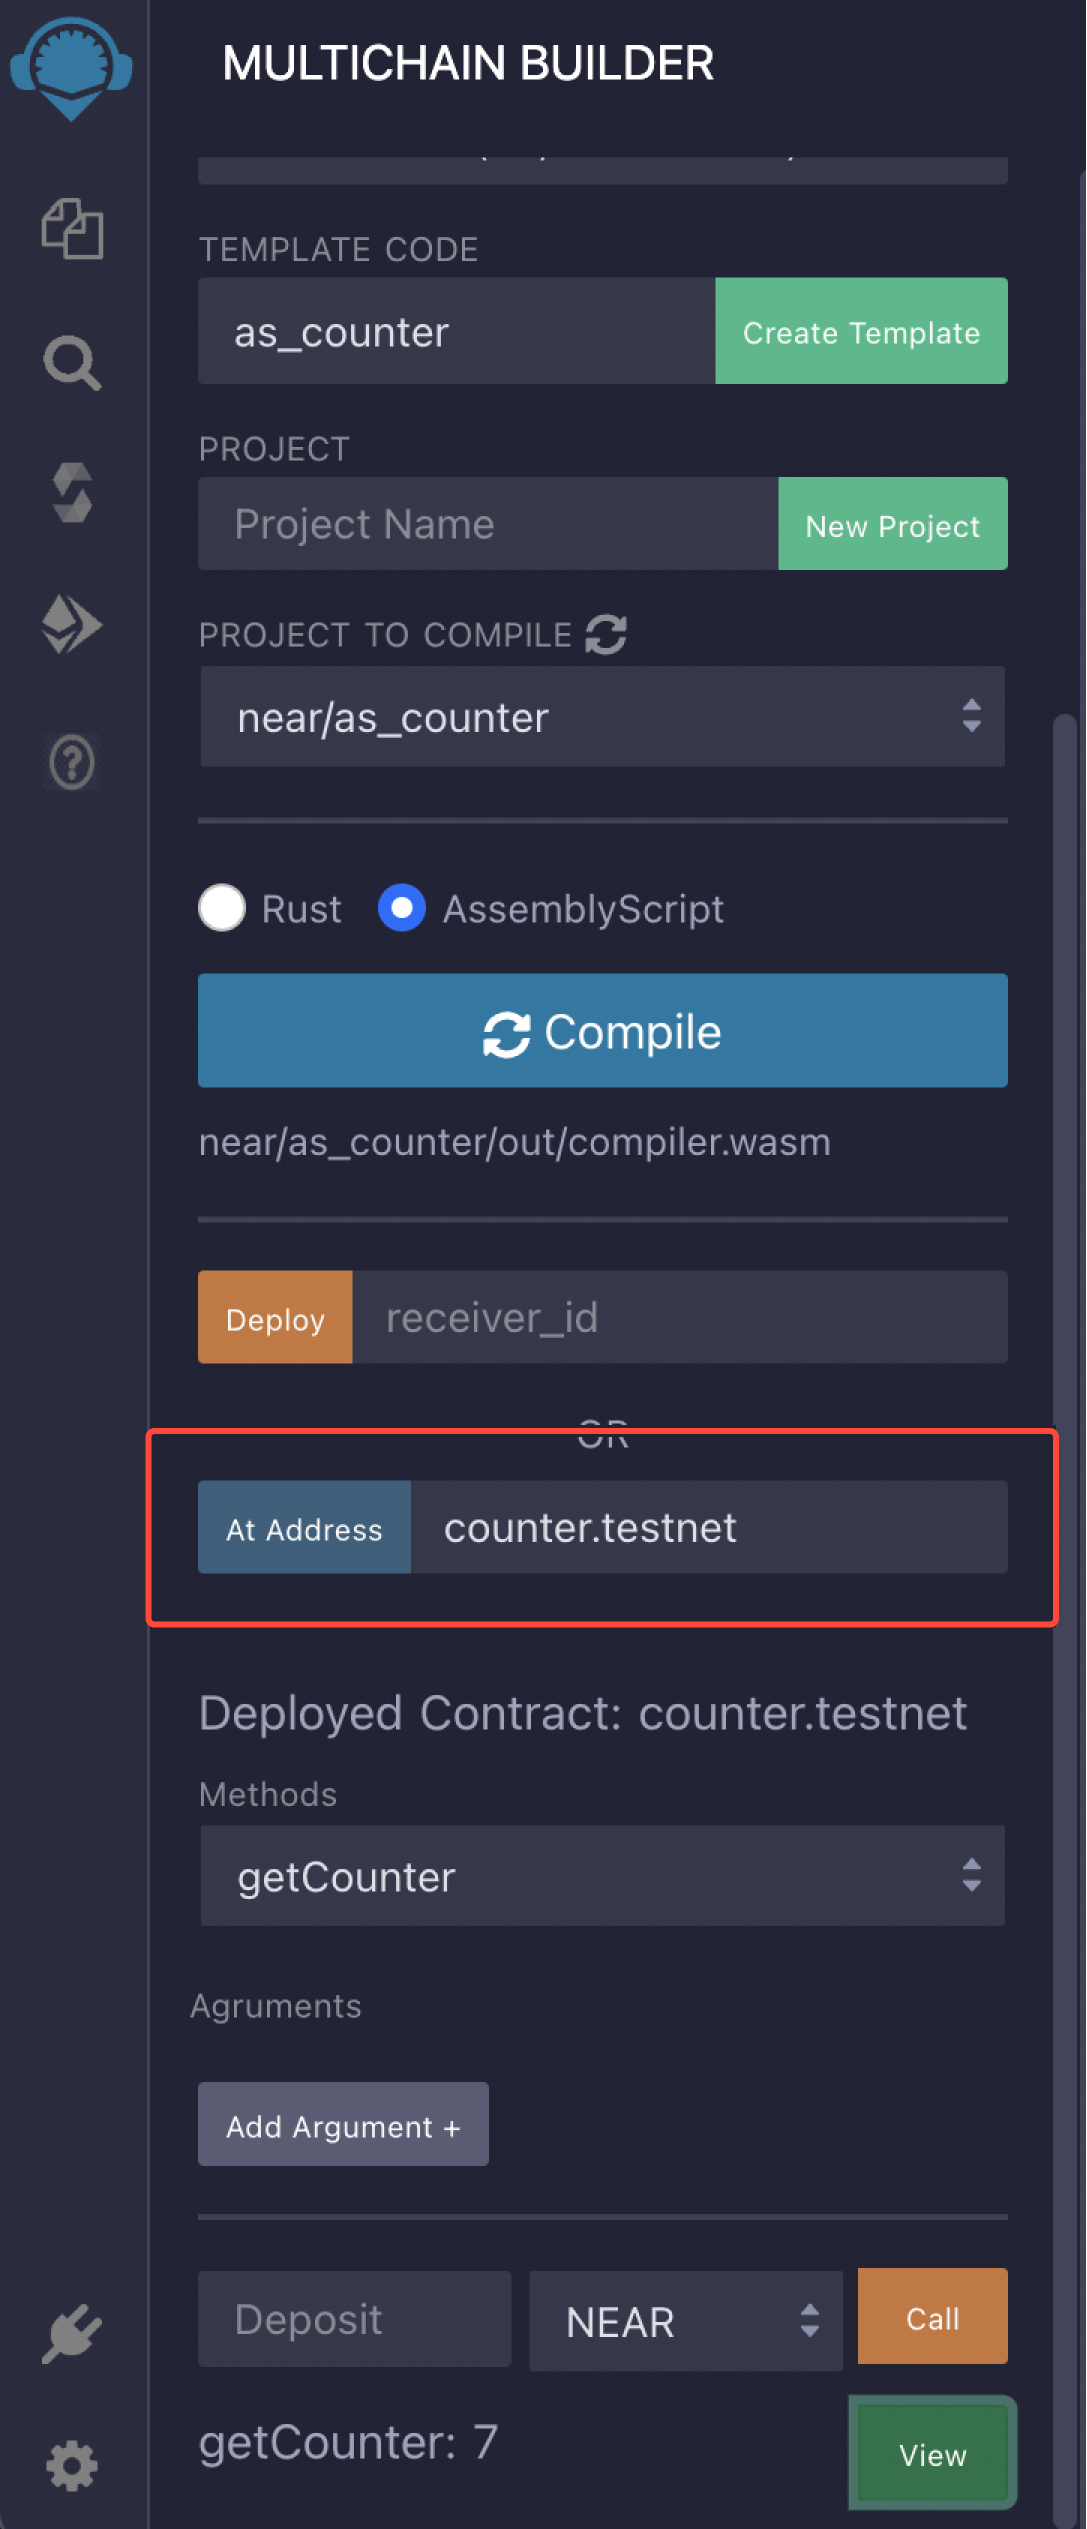 MULTICHAIN BUILDER
TEMPLATE CODE
as_counter
Create Template
PROJECT
Project Name
New Project
PROJECT TO COMPILE
near/as_counter
Rust
AssemblyScript
Compile
near/as_counter/out/compiler.wasm
Deploy
receiver_id
OR
At Address
counter.testnet
Deployed Contract: counter.testnet
Methods
getCounter
Agruments
Add Argument +
Deposit
NEAR
Call
getCounter: 7
View